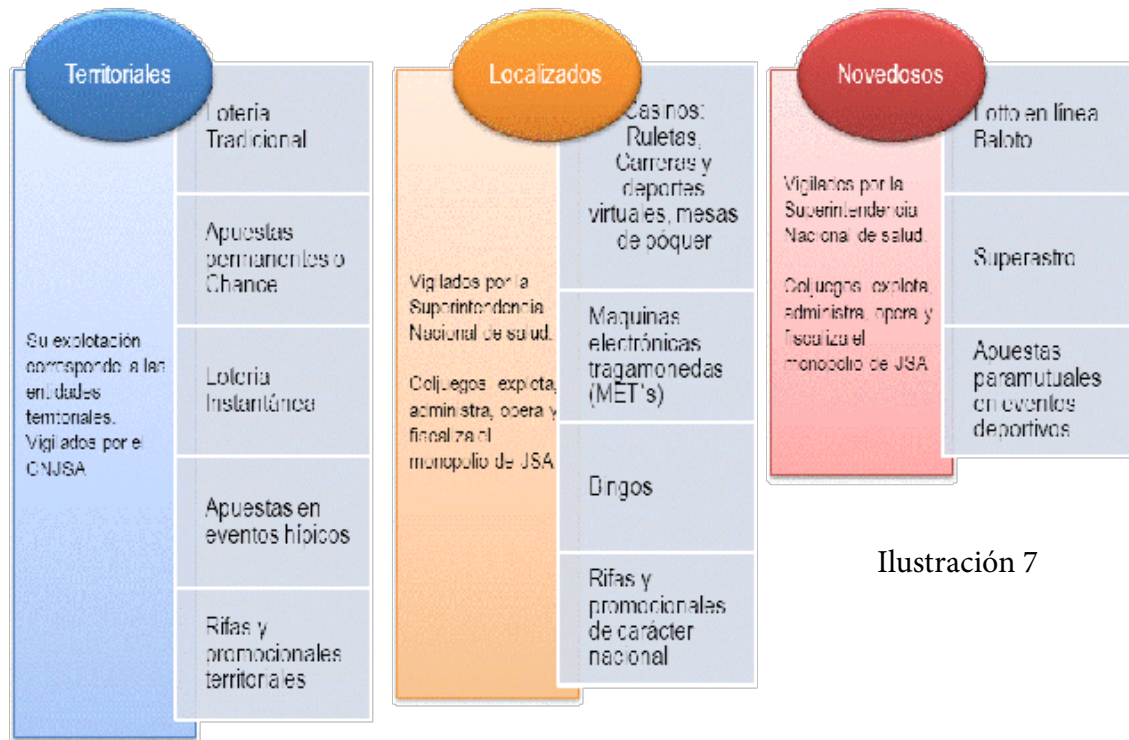 Territoriales
Su explotación
corresponde a las
entidades
territoriales.
Vigilados por el
CNJSA
Lotería
Tradicional
Apuestas
permanentes o
Chance
Lotería
Instantánea
Apuestas en
eventos hípicos
Rifas y
promocionales
territoriales
Localizados
Vigilados por la
Superintendencia
Nacional de salud.
Coljuegos explota,
administra, opera y
fiscaliza el
monopolio de JSA
Casinos:
Ruletas,
Carreras y
deportes
virtuales, mesas
de póquer
Maquinas
electrónicas
tragamonedas
(MET´s)
Bingos
Rifas y
promocionales
de carácter
nacional
Novedosos
Vigilados por la
Superintendencia
Nacional de salud.
Coljuegos explota,
administra, opera y
fiscaliza el
monopolio de JSA
Lotto en línea
Baloto
Superastro
Apuestas
paramutuales
en eventos
deportivos
Ilustración 7